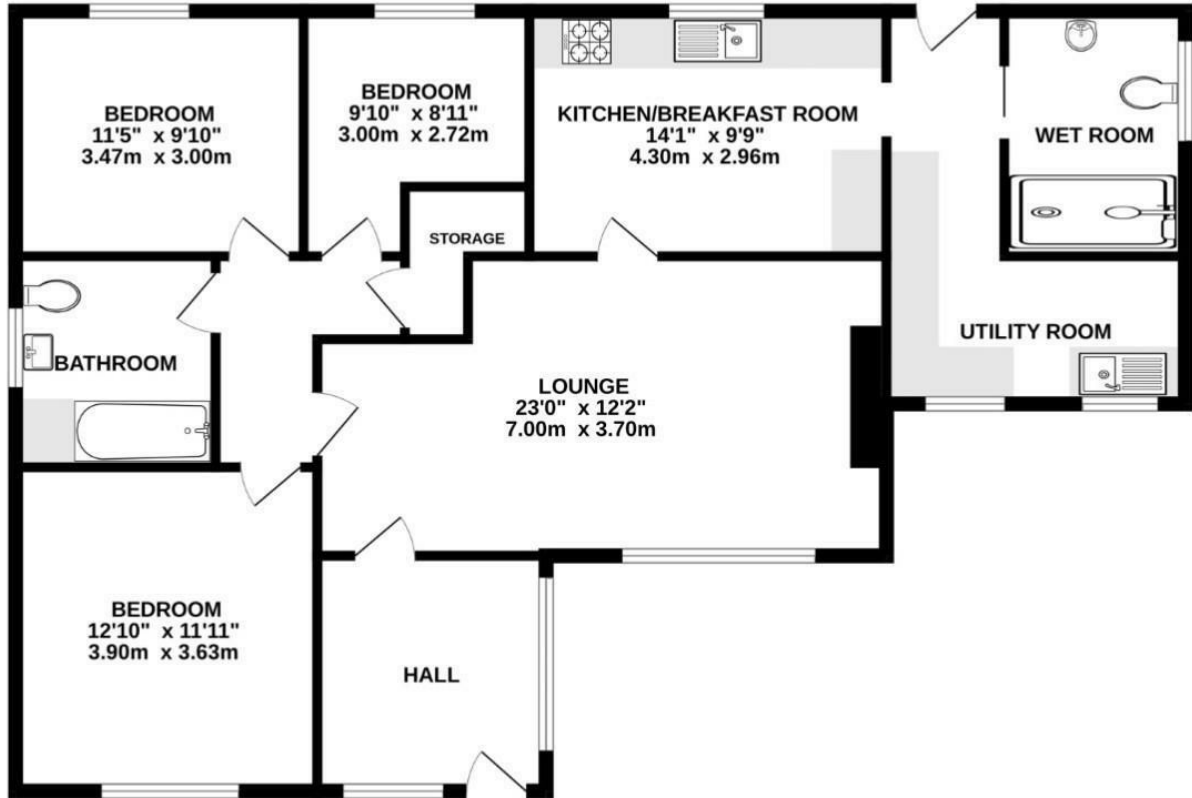 BEDROOM
11'5" x 9'10"
3.47m x 3.00m
BEDROOM
9'10" x 8'11"
3.00m x 2.72m
KITCHEN/BREAKFAST ROOM
14'1" x 9'9"
4.30m x 2.96m
WET ROOM
STORAGE
BATHROOM
LOUNGE
23'0" x 12'2"
7.00m x 3.70m
UTILITY ROOM
BEDROOM
12'10" x 11'11"
3.90m x 3.63m
HALL